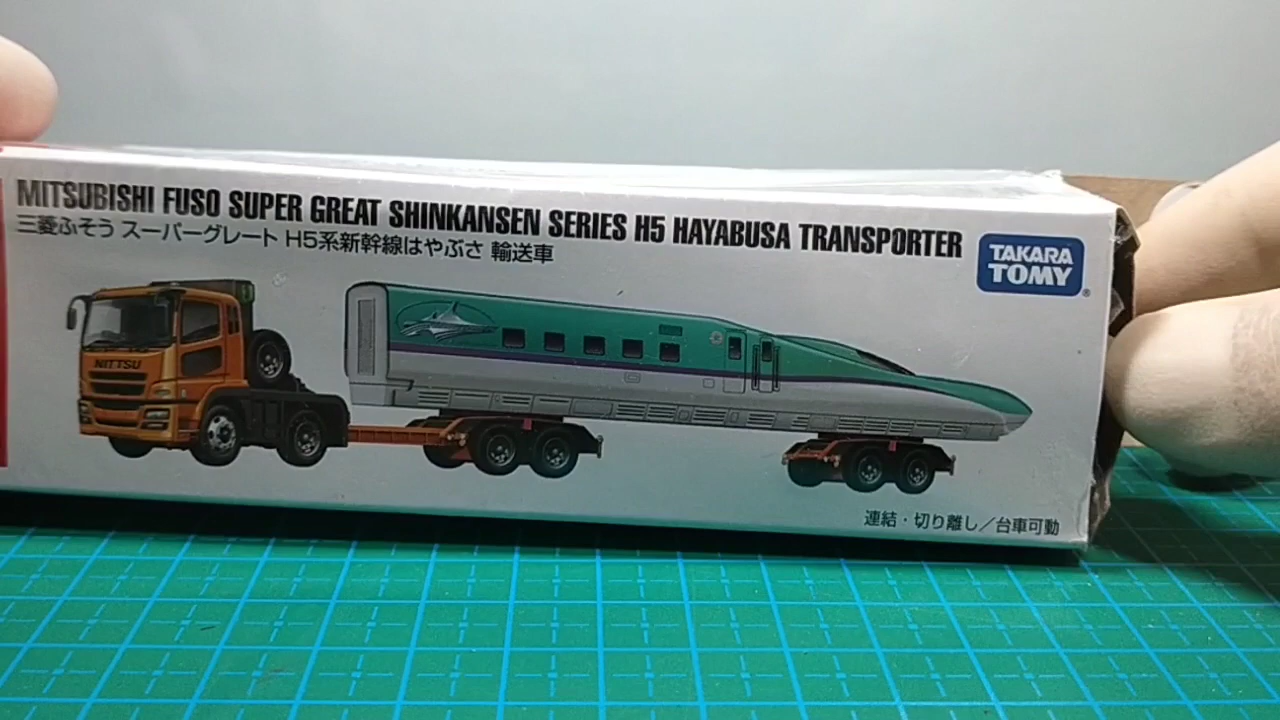 MITSUBISHI FUSO SUPER GREAT SHINKANSEN SERIES H5 HAYABUSA TRANSPORTER
三菱ふそう スーパーグレート H5系新幹線はやぶさ 輸送車
TAKARA
TOMY
®
NITTSU
連結・切り離し／台車可動